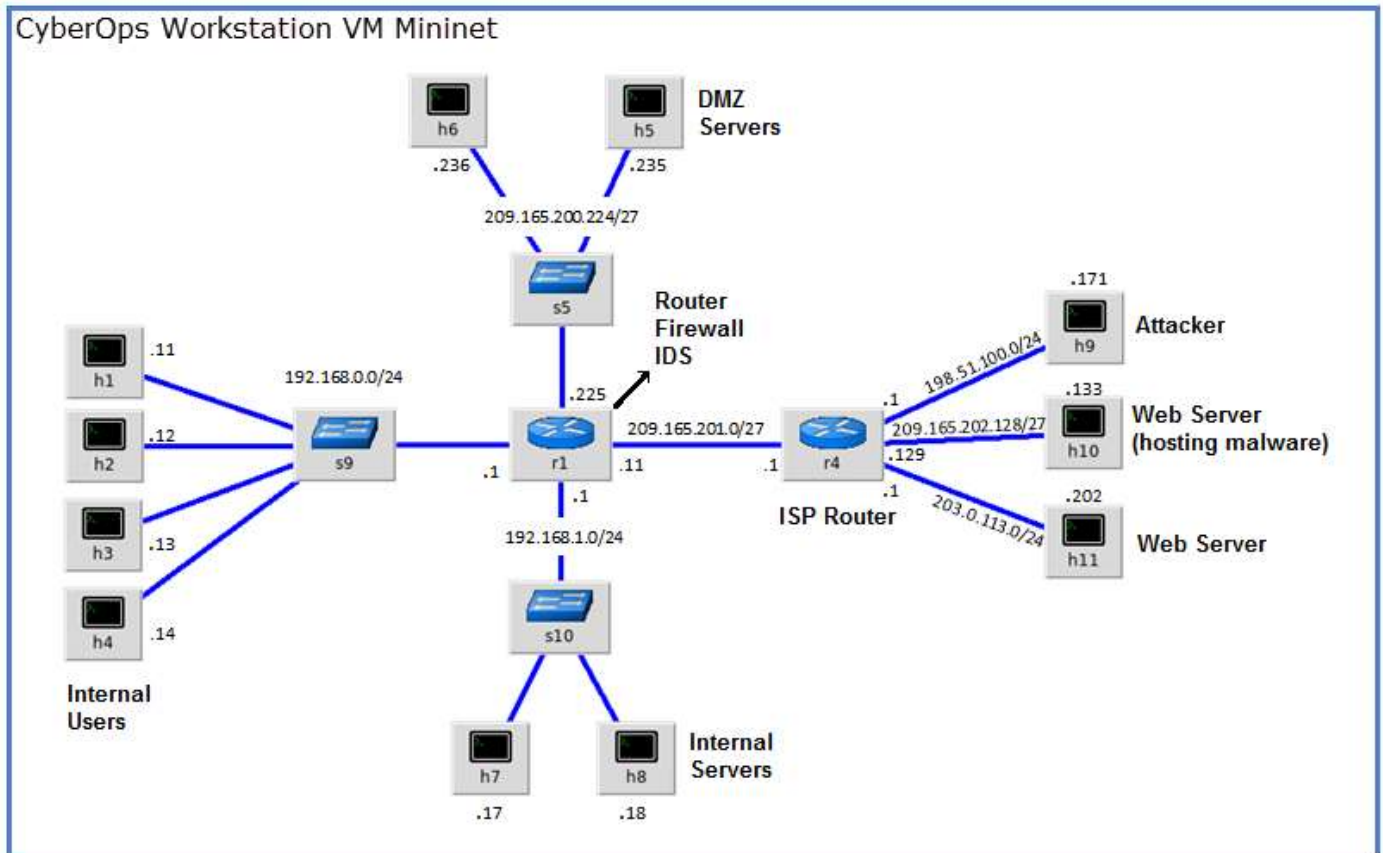 CyberOps Workstation VM Mininet
h6
.236
h5
.235
DMZ
Servers
209.165.200.224/27
s5
Router
Firewall
IDS
.225
h1
.11
h2
.12
h3
.13
h4
.14
Internal
Users
192.168.0.0/24
s9
.1
r1
.11
209.165.201.0/27
.1
r4
ISP Router
.1
198.51.100.0/24
.171
h9
Attacker
209.165.202.128/27
.129
.133
h10
Web Server
(hosting malware)
.1
203.0.113.0/24
.202
h11
Web Server
.1
192.168.1.0/24
s10
h7
.17
h8
.18
Internal
Servers